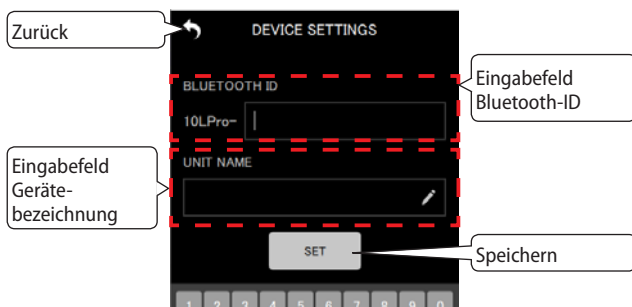 Zurück
DEVICE SETTINGS
BLUETOOTH ID
10LPro-
Eingabefeld
Bluetooth-ID
UNIT NAME
Eingabefeld
Geräte-
bezeichnung
SET
Speichern
1 2 3 4 5 6 7 8 9 0